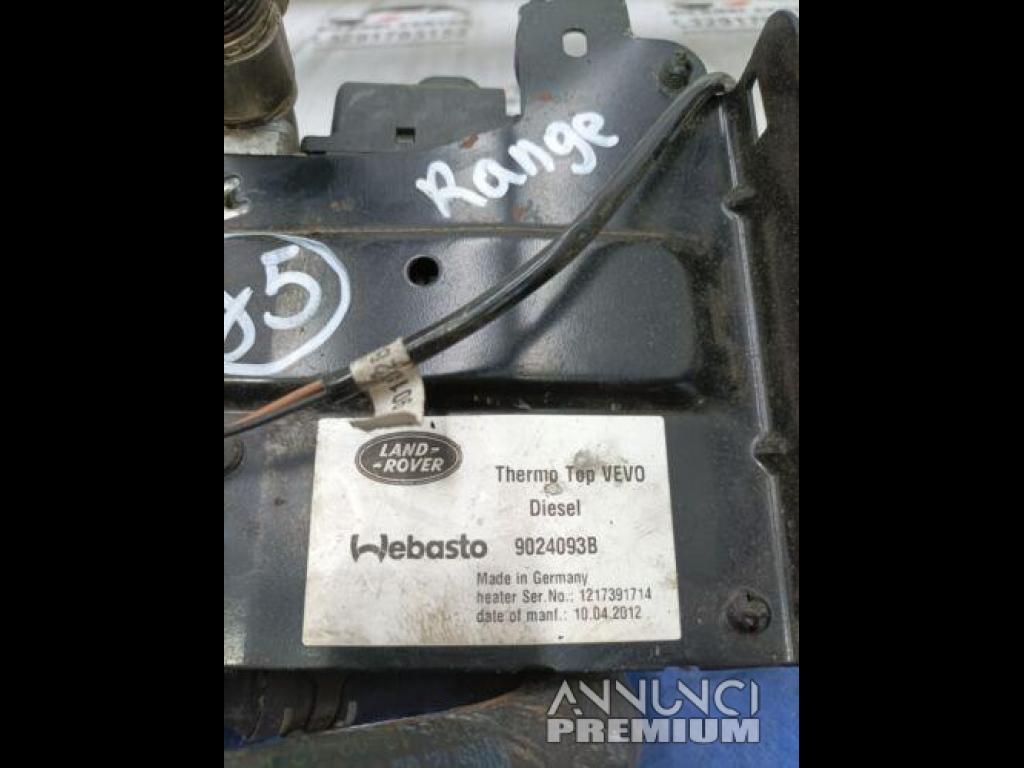 Range
5
LAND-
-ROVER
Thermo Top VEVO
Diesel
Webasto 9024093B
Made in Germany
heater Ser.No.: 1217391714
date of manf.: 10.04.2012
ANNUNCI
PREMIUM